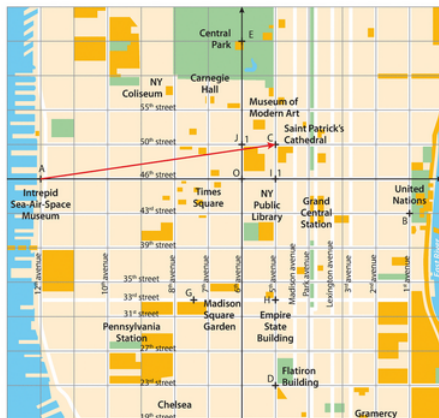 Central
Park
E
NY
Coliseum
Carnegie
Hall
55th street
Museum of
Modern Art
Saint Patrick's
Cathedral
50th street
J
1
C
A
46th street
O
I
1
Intrepid
Sea-Air-Space
Museum
Times
Square
NY
Public
Library
Grand
Central
Station
United
Nations
B
43rd street
39th street
12th avenue
10th avenue
8th avenue
7th avenue
6th avenue
5th avenue
Madison avenue
Park avenue
Lexington avenue
3rd avenue
2nd avenue
1st avenue
East River
35th street
33rd street
G
H
31st street
Madison
Square
Garden
Empire
State
Building
Pennsylvania
Station
27th street
23rd street
D
Flatiron
Building
Chelsea
Gramercy
19th street